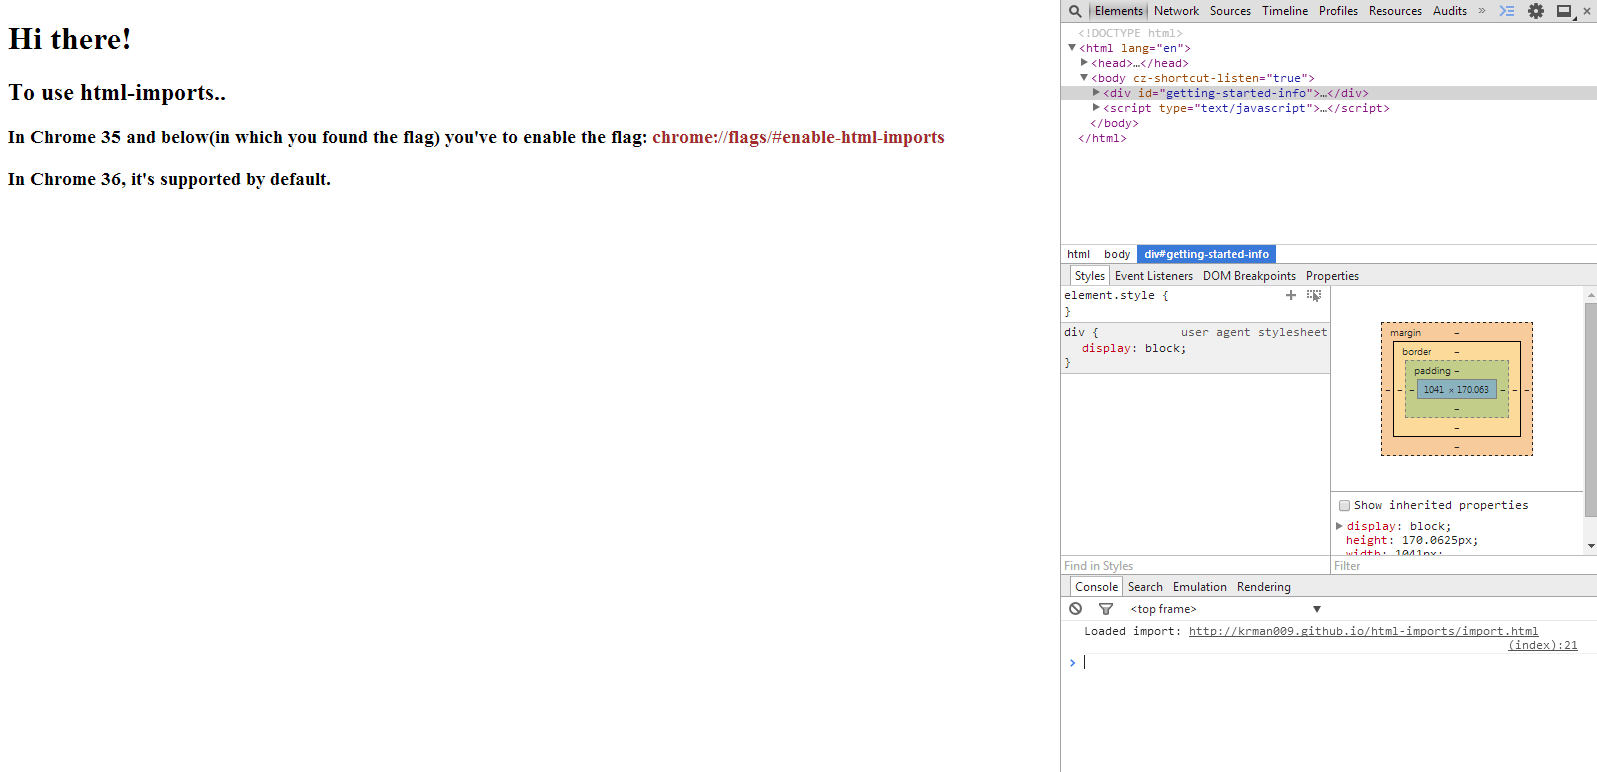 Hi there!
To use html-imports..
In Chrome 35 and below(in which you found the flag) you've to enable the flag: chrome://flags/#enable-html-imports
In Chrome 36, it's supported by default.
Elements Network Sources Timeline Profiles Resources Audits »
<!DOCTYPE html>
<html lang="en">
<head>…</head>
<body cz-shortcut-listen="true">
<div id="getting-started-info">…</div>
<script type="text/javascript">…</script>
</body>
</html>
html body div#getting-started-info
Styles Event Listeners DOM Breakpoints Properties
element.style {
}
div { user agent stylesheet
display: block;
}
Find in Styles
margin –
border –
padding –
– – – 1041 × 170.063 – – –
–
–
–
Show inherited properties
display: block;
height: 170.0625px;
width: 1041px;
Filter
Console Search Emulation Rendering
<top frame>
Loaded import: http://krman009.github.io/html-imports/import.html
(index):21
>